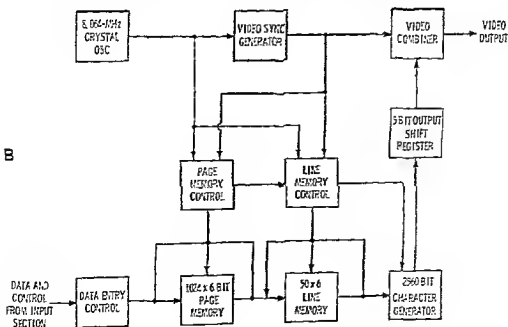 8.064-MHz
CRYSTAL
OSC
VIDEO SYNC
GENERATOR
VIDEO
COMBINER
VIDEO
OUTPUT
5 BIT OUTPUT
SHIFT
REGISTER
B
PAGE
MEMORY
CONTROL
LINE
MEMORY
CONTROL
DATA AND
CONTROL
FROM INPUT
SECTION
DATA ENTRY
CONTROL
1024 x 6 BIT
PAGE
MEMORY
50 x 6
LINE
MEMORY
2560 BIT
CHARACTER
GENERATOR